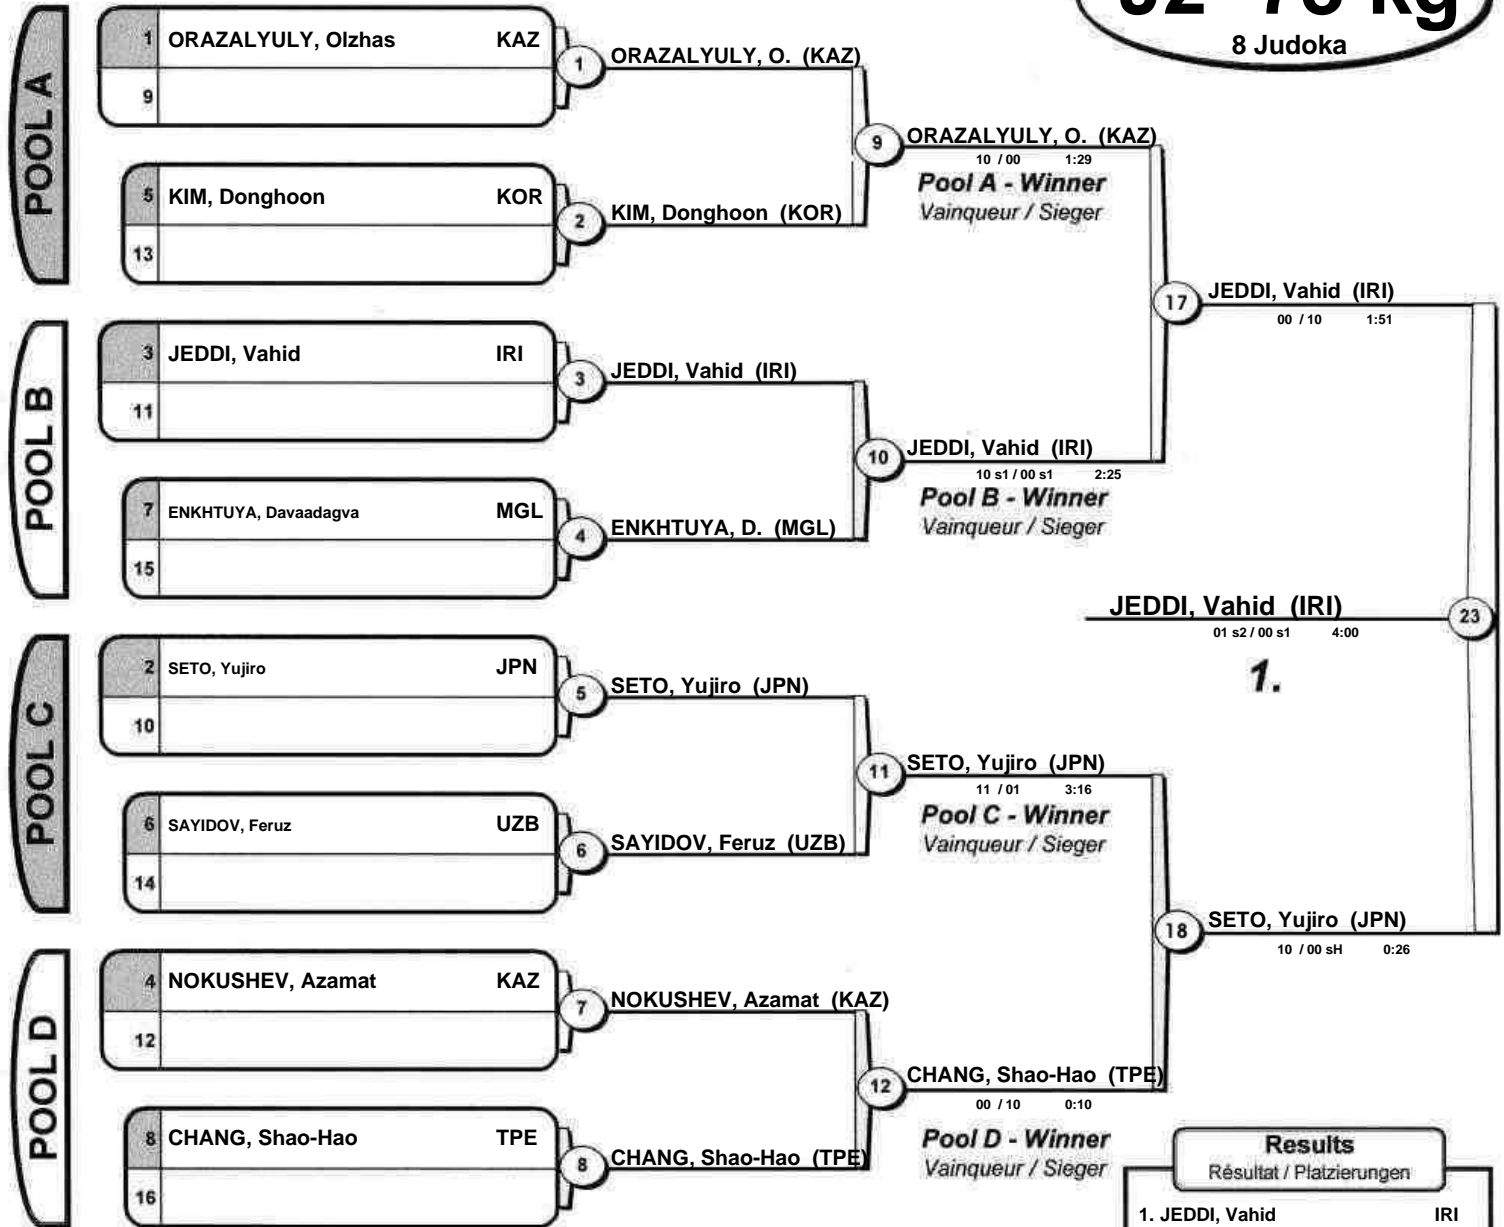 8 Judoka
POOL A
1 ORAZALYULY, Olzhas KAZ
9
5 KIM, Donghoon KOR
13
1 ORAZALYULY, O. (KAZ)
2 KIM, Donghoon (KOR)
9 ORAZALYULY, O. (KAZ)
10 / 00 1:29
Pool A - Winner
Vainqueur / Sieger
POOL B
3 JEDDI, Vahid IRI
11
7 ENKHTUYA, Davaadagva MGL
15
3 JEDDI, Vahid (IRI)
4 ENKHTUYA, D. (MGL)
10 JEDDI, Vahid (IRI)
10 s1 / 00 s1 2:25
Pool B - Winner
Vainqueur / Sieger
17 JEDDI, Vahid (IRI)
00 / 10 1:51
POOL C
2 SETO, Yujiro JPN
10
6 SAYIDOV, Feruz UZB
14
5 SETO, Yujiro (JPN)
6 SAYIDOV, Feruz (UZB)
11 SETO, Yujiro (JPN)
11 / 01 3:16
Pool C - Winner
Vainqueur / Sieger
POOL D
4 NOKUSHEV, Azamat KAZ
12
8 CHANG, Shao-Hao TPE
16
7 NOKUSHEV, Azamat (KAZ)
8 CHANG, Shao-Hao (TPE)
12 CHANG, Shao-Hao (TPE)
00 / 10 0:10
Pool D - Winner
Vainqueur / Sieger
18 SETO, Yujiro (JPN)
10 / 00 sH 0:26
JEDDI, Vahid (IRI) 23
01 s2 / 00 s1 4:00
1.
Results
Résultat / Platzierungen
1. JEDDI, Vahid IRI